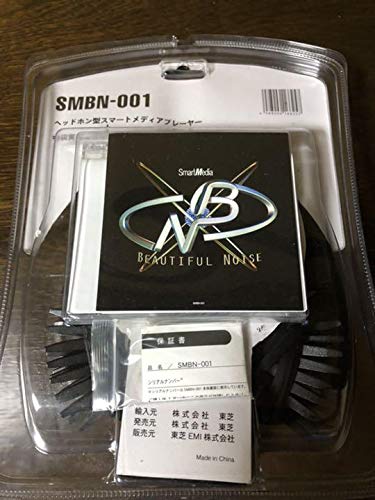 SMBN-001
ヘッドホン型スマートメディアプレーヤー
SmartMedia
NB
BEAUTIFUL NOISE
保証書
品名／SMBN-001
シリアルナンバー
輸入元 株式会社 東芝
発売元 株式会社 東芝
販売元 東芝EMI株式会社
Made in China